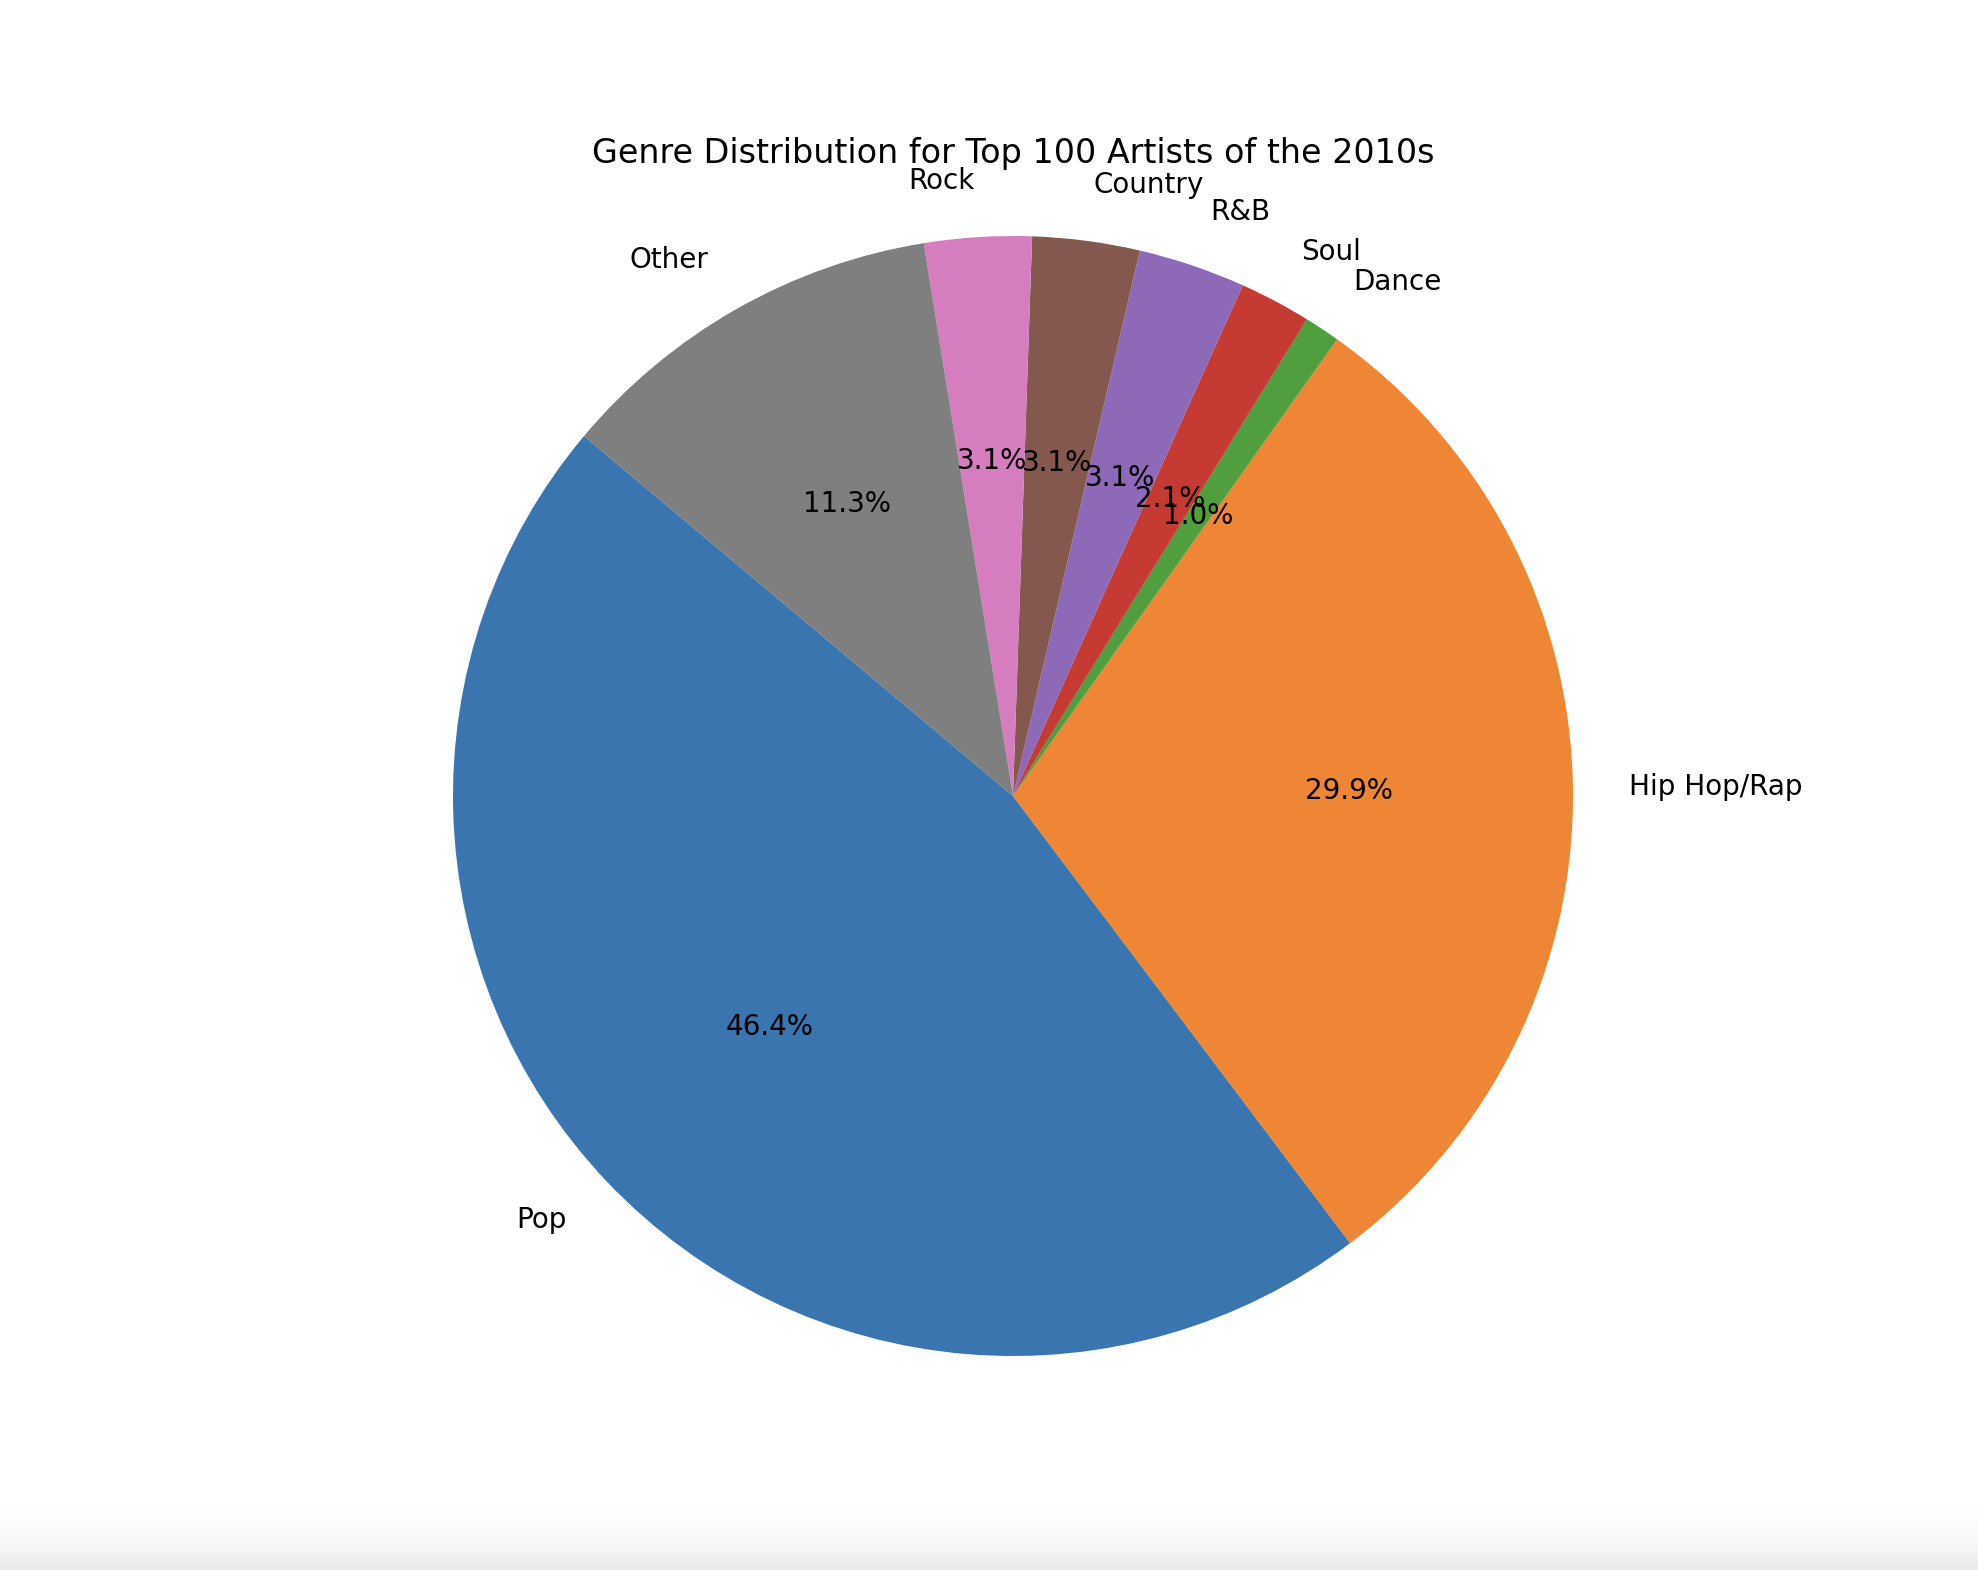 Genre Distribution for Top 100 Artists of the 2010s
Rock
Country
R&B
Soul
Dance
Other
3.1%
3.1%
3.1%
2.1%
1.0%
11.3%
29.9%
Hip Hop/Rap
46.4%
Pop